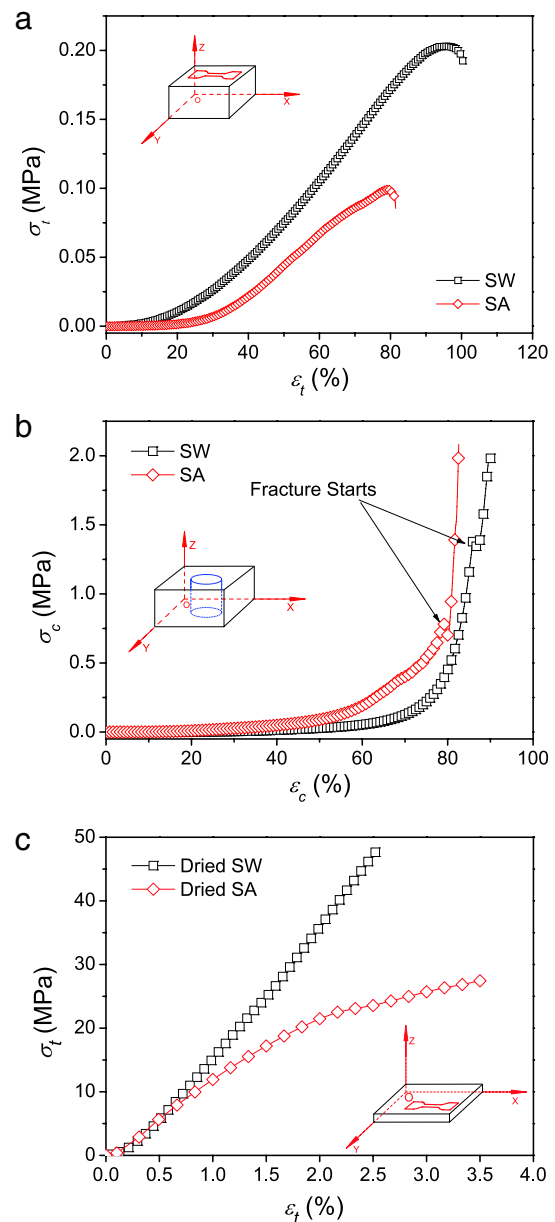 a
0.20
0.15
0.10
0.05
0.00
σt (MPa)
Z
O
X
Y
SW
SA
0 20 40 60 80 100 120
εt (%)
b
2.0
1.5
1.0
0.5
0.0
σc (MPa)
SW
SA
Fracture Starts
Z
O
X
Y
0 20 40 60 80 100
εc (%)
c
50
40
30
20
10
0
σt (MPa)
Dried SW
Dried SA
Z
O
X
Y
0.0 0.5 1.0 1.5 2.0 2.5 3.0 3.5 4.0
εt (%)